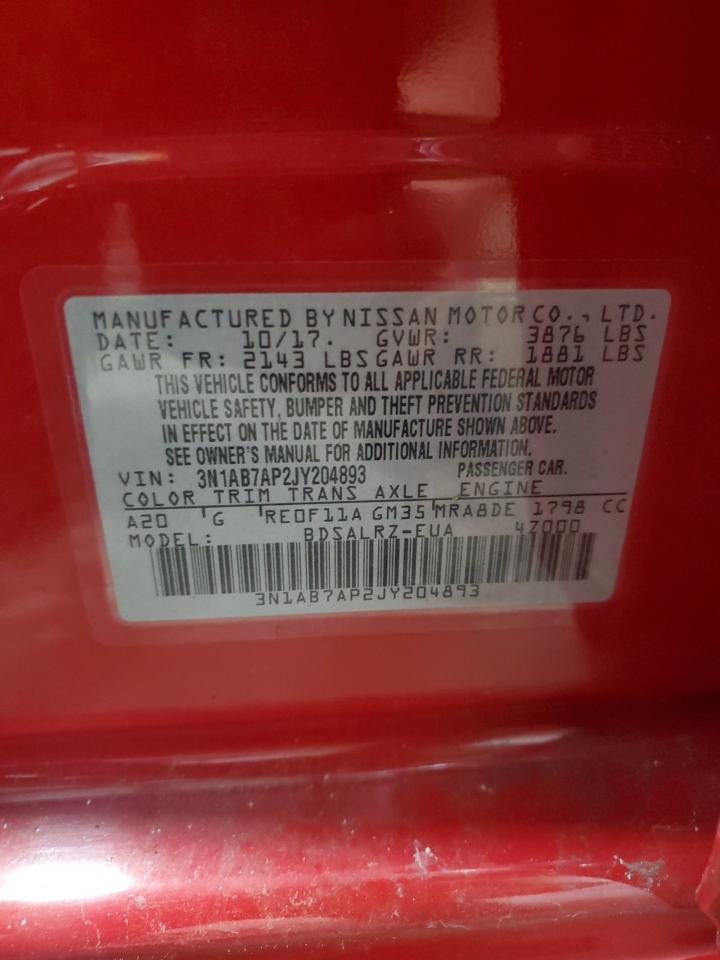 MANUFACTURED BY NISSAN MOTOR CO., LTD.
DATE: 10/17. GVWR: 3876 LBS
GAWR FR: 2143 LBS GAWR RR: 1881 LBS
THIS VEHICLE CONFORMS TO ALL APPLICABLE FEDERAL MOTOR
VEHICLE SAFETY, BUMPER AND THEFT PREVENTION STANDARDS
IN EFFECT ON THE DATE OF MANUFACTURE SHOWN ABOVE.
SEE OWNER'S MANUAL FOR ADDITIONAL INFORMATION.
VIN: 3N1AB7AP2JY204893 PASSENGER CAR.
COLOR TRIM TRANS AXLE ENGINE
A20 G RE0F11A GM35 MRA8DE 1798 CC
MODEL: BDSALRZ-EUA 4Z000
3N1AB7AP2JY204893